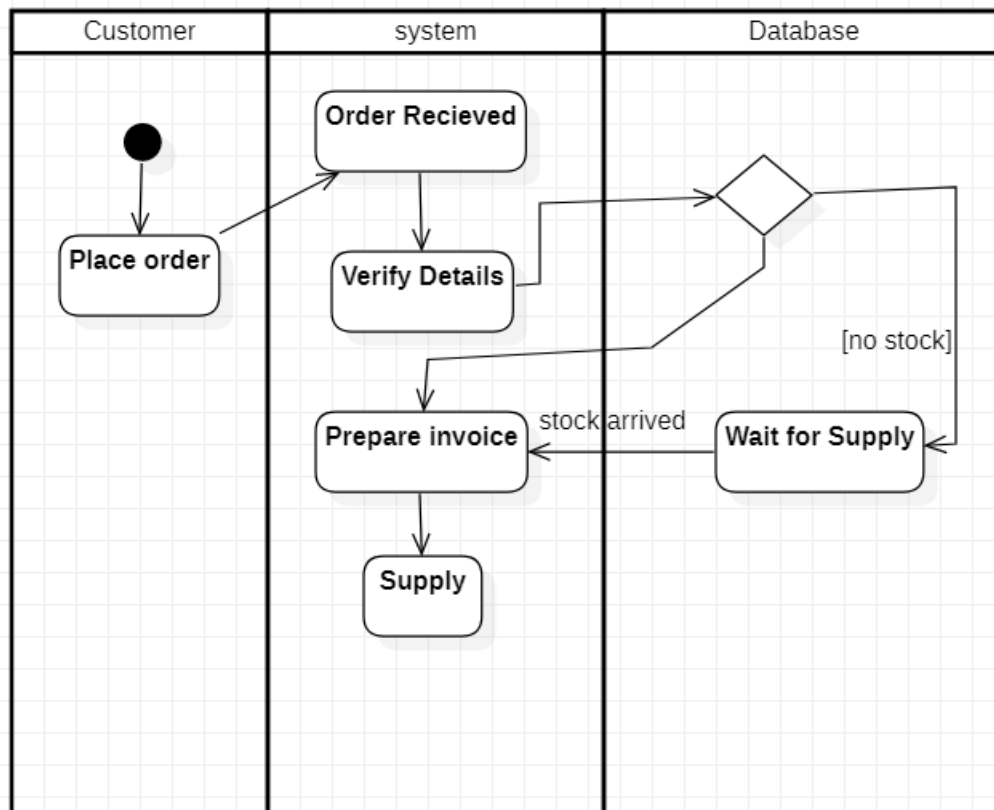 Customer
system
Database
Order Recieved
Place order
Verify Details
[no stock]
stock arrived
Prepare invoice
Wait for Supply
Supply